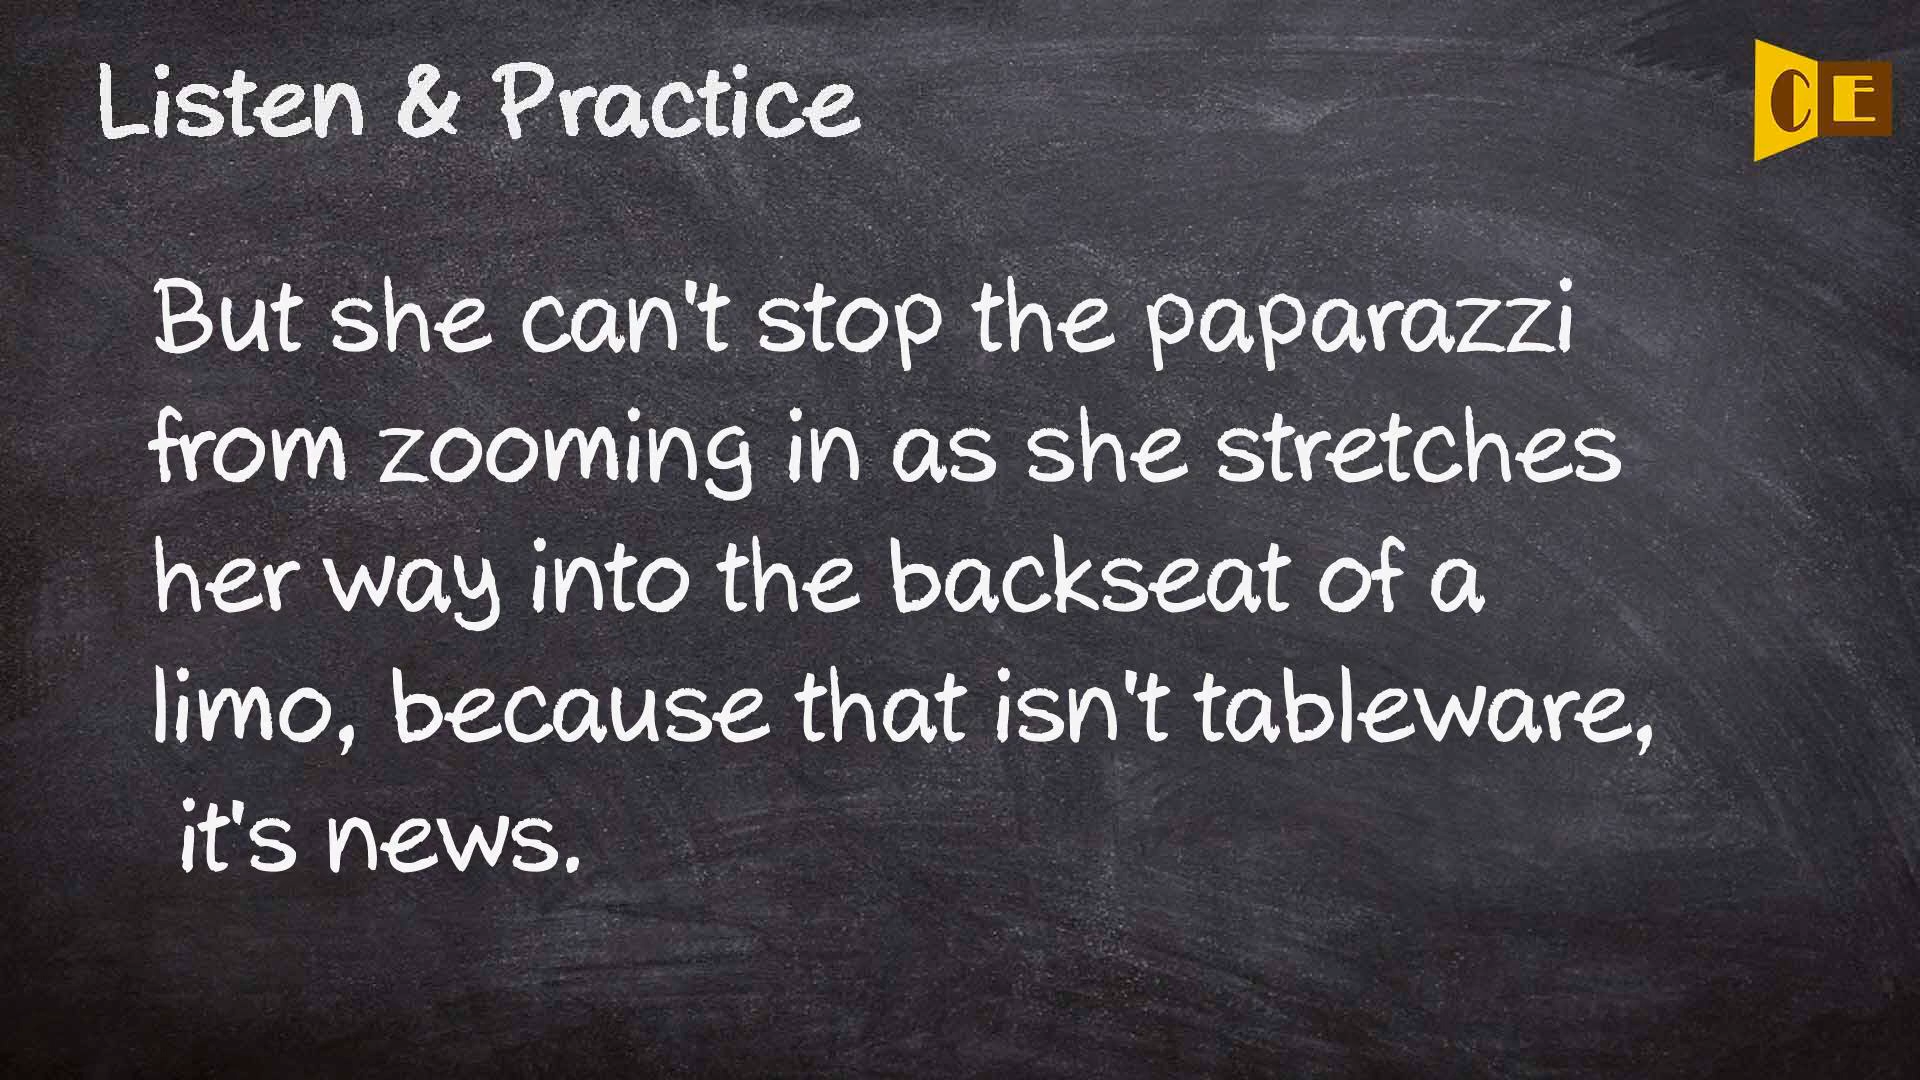 Listen & Practice
CE
But she can't stop the paparazzi
from zooming in as she stretches
her way into the backseat of a
limo, because that isn't tableware,
it's news.